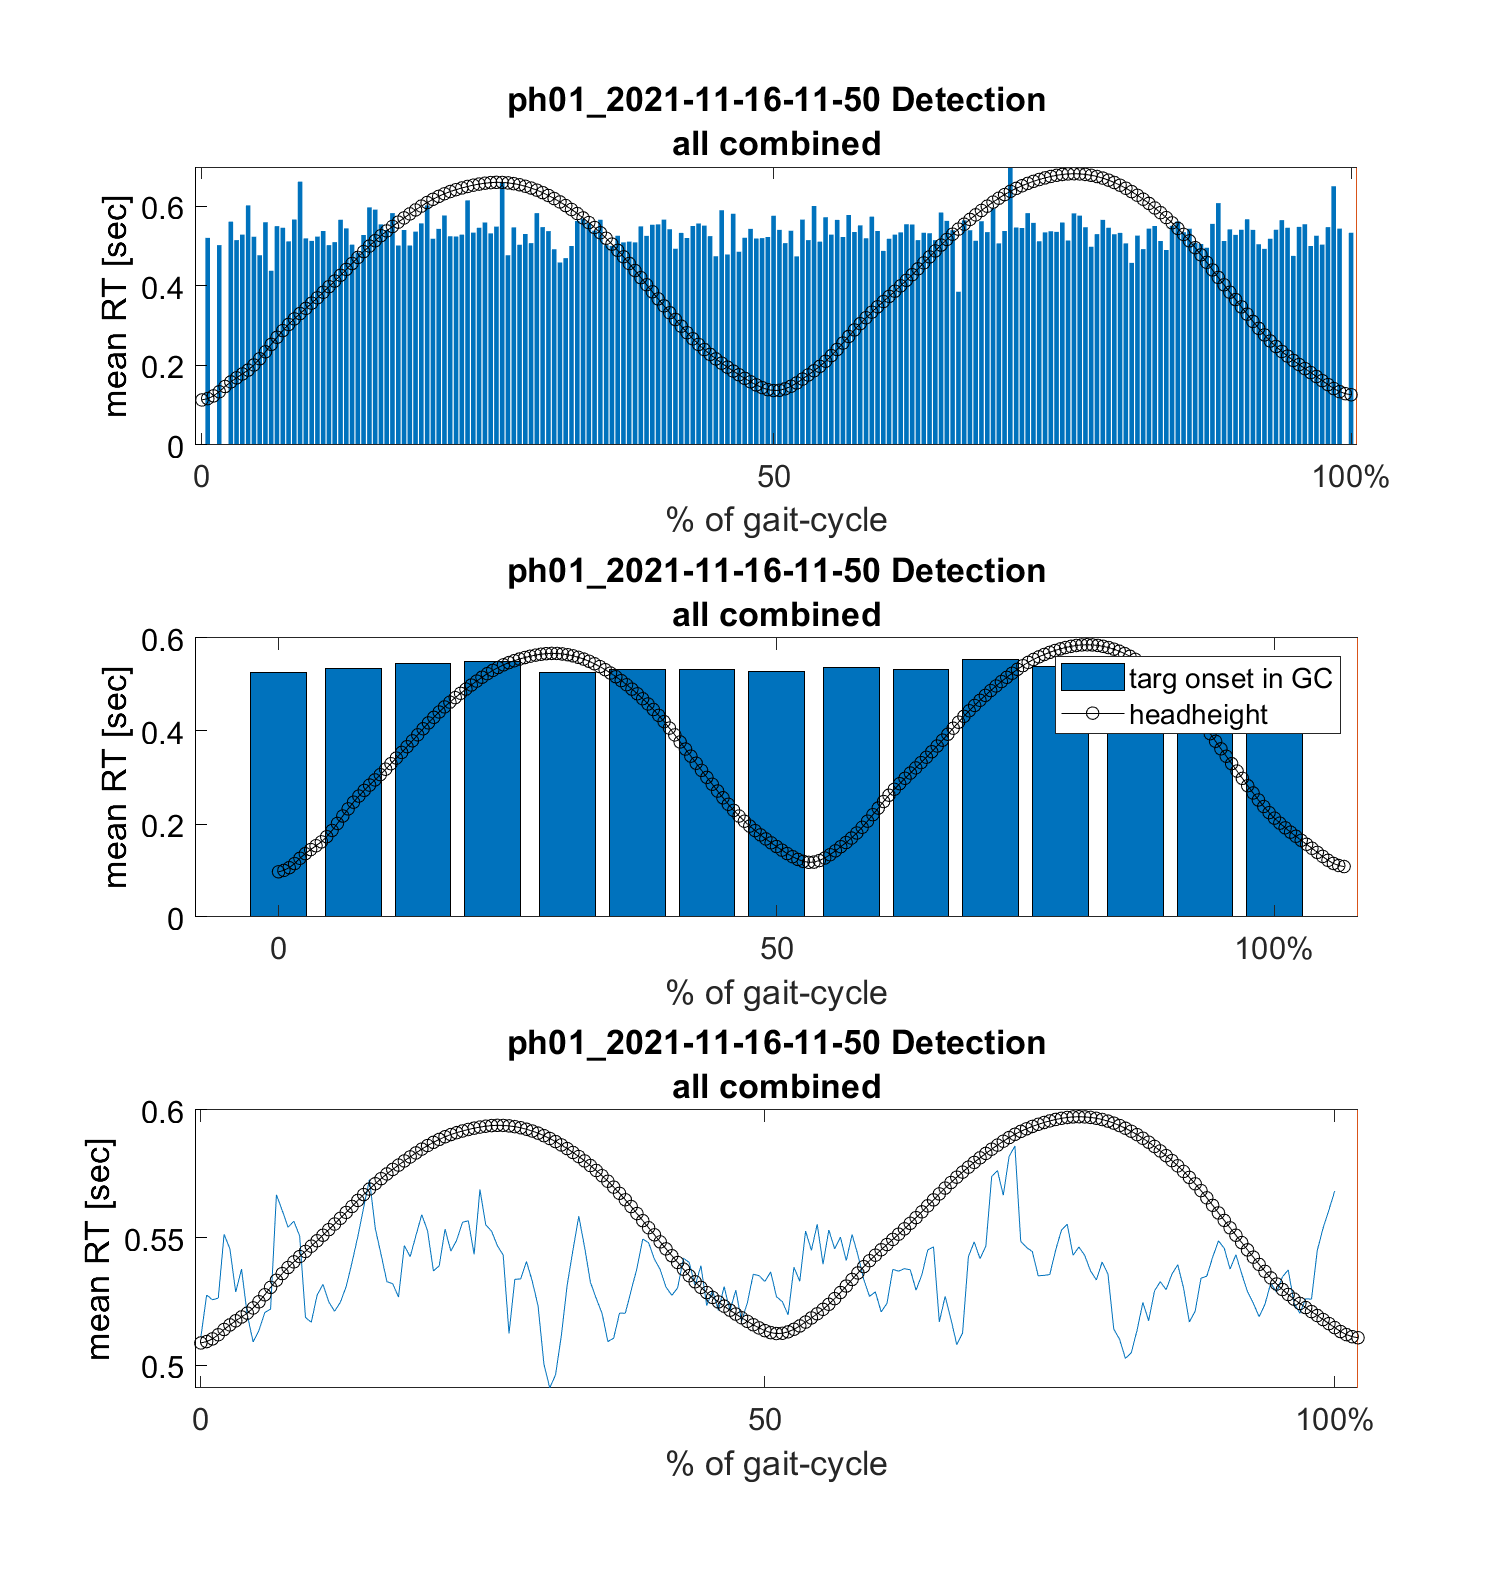 ph01_2021-11-16-11-50 Detection
all combined
mean RT [sec]
0.6
0.4
0.2
0
0 50 100%
% of gait-cycle
ph01_2021-11-16-11-50 Detection
all combined
mean RT [sec]
0.6
0.4
0.2
0
targ onset in GC
headheight
0 50 100%
% of gait-cycle
ph01_2021-11-16-11-50 Detection
all combined
mean RT [sec]
0.6
0.55
0.5
0 50 100%
% of gait-cycle